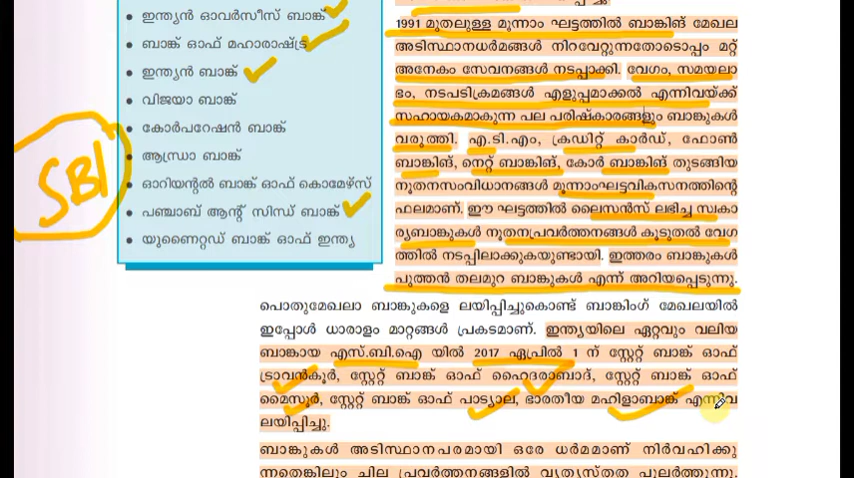 ഇന്ത്യൻ ഓവർസീസ് ബാങ്ക്
ബാങ്ക് ഓഫ് മഹാരാഷ്ട്ര
ഇന്ത്യൻ ബാങ്ക്
വിജയാ ബാങ്ക്
കോർപറേഷൻ ബാങ്ക്
ആന്ധ്രാ ബാങ്ക്
ഓറിയന്റൽ ബാങ്ക് ഓഫ് കൊമേഴ്‌സ്
പഞ്ചാബ് ആന്റ് സിന്ധ് ബാങ്ക്
യുണൈറ്റഡ് ബാങ്ക് ഓഫ് ഇന്ത്യ
SBI
1991 മുതലുള്ള മൂന്നാം ഘട്ടത്തിൽ ബാങ്കിങ് മേഖല
അടിസ്ഥാനധർമങ്ങൾ നിറവേറ്റുന്നതോടൊപ്പം മറ്റ്
അനേകം സേവനങ്ങൾ നടപ്പാക്കി. വേഗം, സമയലാ
ഭം, നടപടിക്രമങ്ങൾ എളുപ്പമാക്കൽ എന്നിവയ്ക്ക്
സഹായകമാകുന്ന പല പരിഷ്കാരങ്ങളും ബാങ്കുകൾ
വരുത്തി. എ.ടി.എം, ക്രഡിറ്റ് കാർഡ്, ഫോൺ
ബാങ്കിങ്, നെറ്റ് ബാങ്കിങ്, കോർ ബാങ്കിങ് തുടങ്ങിയ
നൂതനസംവിധാനങ്ങൾ മൂന്നാംഘട്ടവികസനത്തിന്റെ
ഫലമാണ്. ഈ ഘട്ടത്തിൽ ലൈസൻസ് ലഭിച്ച സ്വകാ
ര്യബാങ്കുകൾ നൂതനപ്രവർത്തനങ്ങൾ കൂടുതൽ വേഗ
ത്തിൽ നടപ്പിലാക്കുകയുണ്ടായി. ഇത്തരം ബാങ്കുകൾ
പുത്തൻ തലമുറ ബാങ്കുകൾ എന്ന് അറിയപ്പെടുന്നു.
പൊതുമേഖലാ ബാങ്കുകളെ ലയിപ്പിച്ചുകൊണ്ട് ബാങ്കിംഗ് മേഖലയിൽ
ഇപ്പോൾ ധാരാളം മാറ്റങ്ങൾ പ്രകടമാണ്. ഇന്ത്യയിലെ ഏറ്റവും വലിയ
ബാങ്കായ എസ്.ബി.ഐ യിൽ 2017 ഏപ്രിൽ 1 ന് സ്റ്റേറ്റ് ബാങ്ക് ഓഫ്
ട്രാവൻകൂർ, സ്റ്റേറ്റ് ബാങ്ക് ഓഫ് ഹൈദരാബാദ്, സ്റ്റേറ്റ് ബാങ്ക് ഓഫ്
മൈസൂർ, സ്റ്റേറ്റ് ബാങ്ക് ഓഫ് പാട്യാല, ഭാരതീയ മഹിളാബാങ്ക് എന്നിവ
ലയിപ്പിച്ചു.
ബാങ്കുകൾ അടിസ്ഥാനപരമായി ഒരേ ധർമമാണ് നിർവഹിക്കു
ന്നതെങ്കിലും ചില പ്രവർത്തനങ്ങളിൽ വ്യത്യസ്തത പുലർത്തുന്നു.